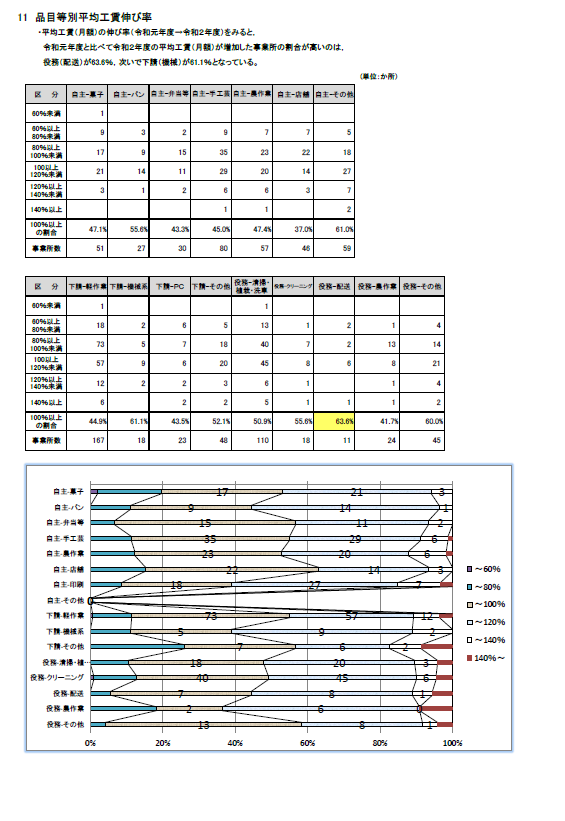 11 品目等別平均工賃伸び率
・平均工賃(月額)の伸び率(令和元年度→令和2年度)をみると、
令和元年度と比べて令和2年度の平均工賃(月額)が増加した事業所の割合が高いのは、
役務(配送)が63.6%、次いで下請(機械)が61.1%となっている。
(単位:か所)
区 分 自主-菓子 自主-パン 自主-弁当等 自主-手工芸 自主-農作業 自主-店舗 自主-その他
60%未満 1
60%以上80%未満 9 3 2 9 7 7 5
80%以上100%未満 17 9 15 35 23 22 18
100以上120%未満 21 14 11 29 20 14 27
120%以上140%未満 3 1 2 6 6 3 7
140%以上 1 1 2
100%以上の割合 47.1% 55.6% 43.3% 45.0% 47.4% 37.0% 61.0%
事業所数 51 27 30 80 57 46 59
区 分 下請-軽作業 下請-機械系 下請-PC 下請-その他 役務-清掃・植栽・洗車 役務-クリーニング 役務-配送 役務-農作業 役務-その他
60%未満 1 1
60%以上80%未満 18 2 6 5 13 1 2 1 4
80%以上100%未満 73 5 7 18 40 7 2 13 14
100以上120%未満 57 9 6 20 45 8 6 8 21
120%以上140%未満 12 2 2 3 6 1 1 4
140%以上 6 2 2 5 1 1 1 2
100%以上の割合 44.9% 61.1% 43.5% 52.1% 50.9% 55.6% 63.6% 41.7% 60.0%
事業所数 167 18 23 48 110 18 11 24 45
自主-菓子 17 21 3
自主-パン 9 14 1
自主-弁当等 15 11 2
自主-手工芸 35 29 6
自主-農作業 23 20 6
自主-店舗 22 14 3
自主-印刷 18 27 7
自主-その他 0
下請-軽作業 73 57 12
下請-機械系 5 9 2
下請-その他 7 6 2
役務-清掃・植… 18 20 3
役務-クリーニング 40 45 6
役務-配送 7 8 1
役務-農作業 2 6 0
役務-その他 13 8 1
0% 20% 40% 60% 80% 100%
~60%
~80%
~100%
~120%
~140%
140%~